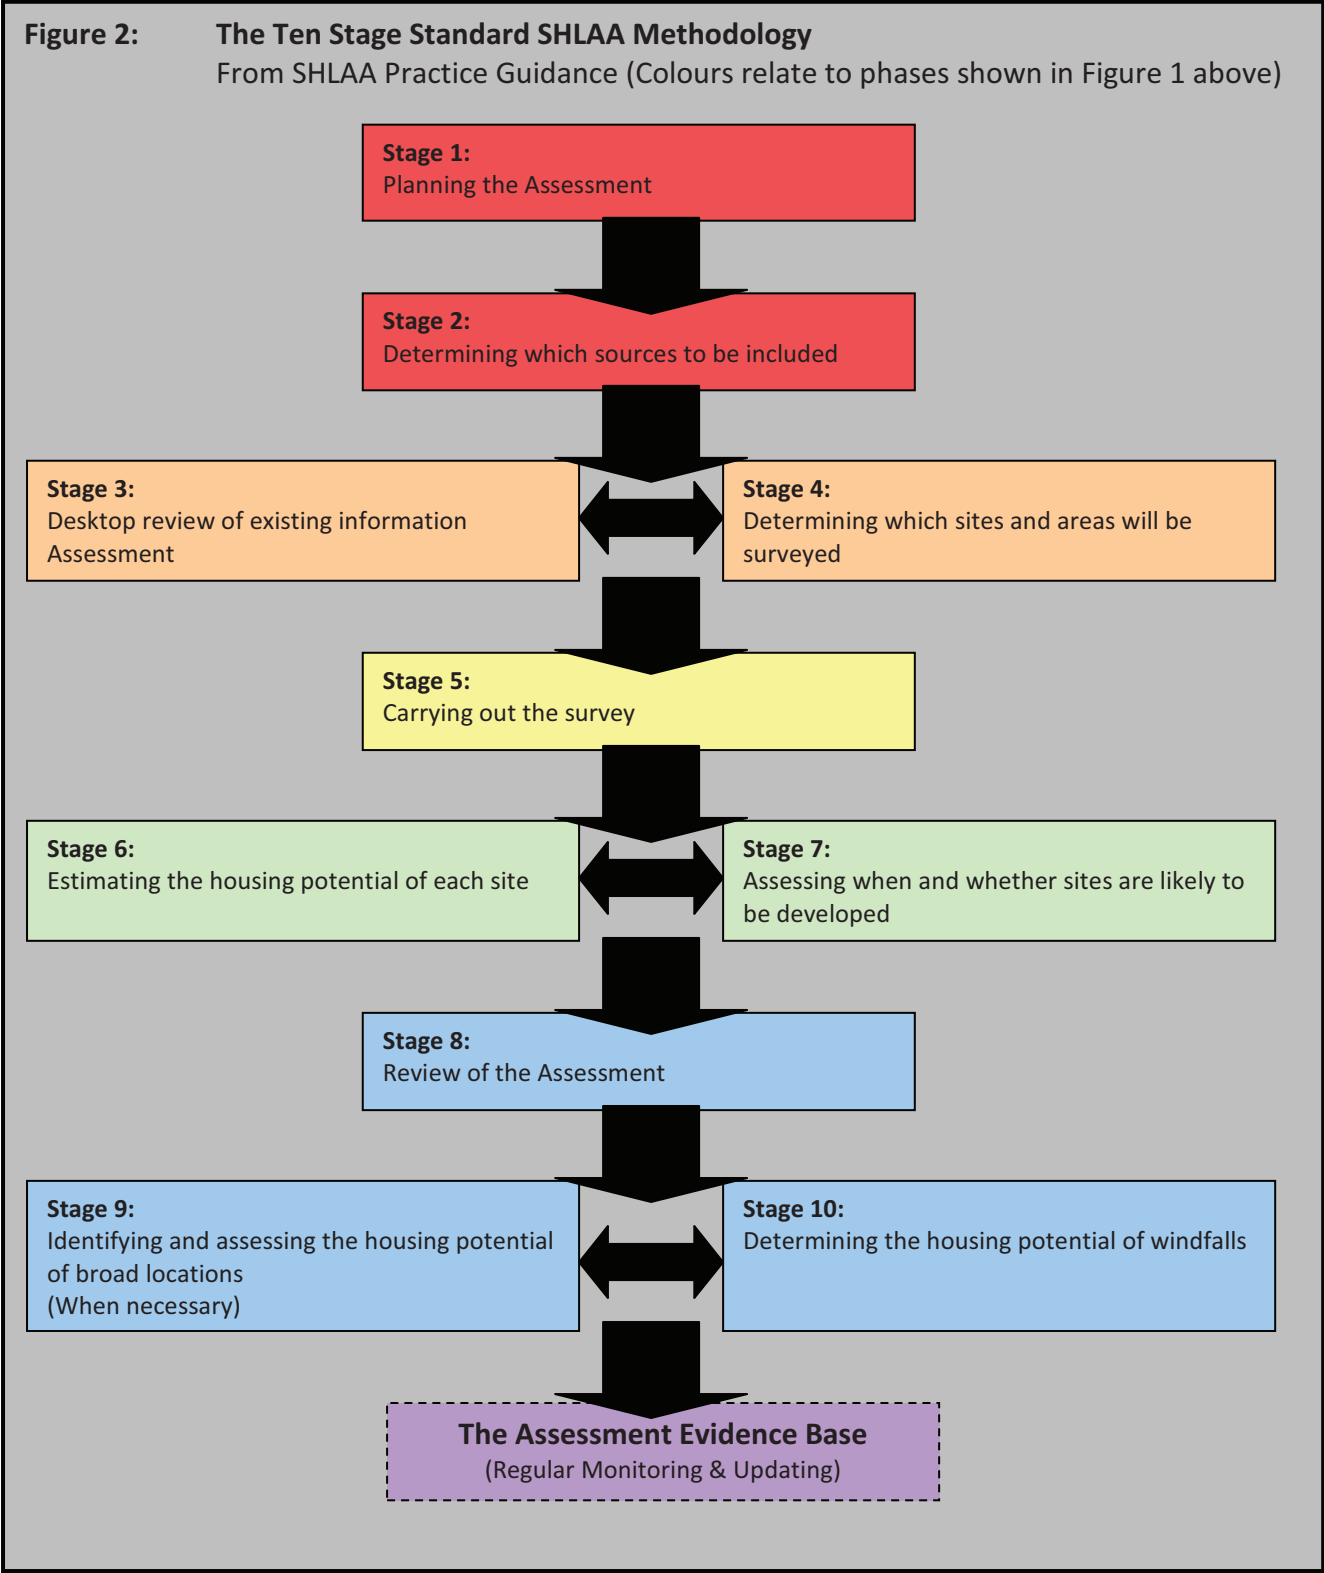 Figure 2: The Ten Stage Standard SHLAA Methodology
From SHLAA Practice Guidance (Colours relate to phases shown in Figure 1 above)
Stage 1:
Planning the Assessment
Stage 2:
Determining which sources to be included
Stage 3:
Desktop review of existing information
Assessment
Stage 4:
Determining which sites and areas will be
surveyed
Stage 5:
Carrying out the survey
Stage 6:
Estimating the housing potential of each site
Stage 7:
Assessing when and whether sites are likely to
be developed
Stage 8:
Review of the Assessment
Stage 9:
Identifying and assessing the housing potential
of broad locations
(When necessary)
Stage 10:
Determining the housing potential of windfalls
The Assessment Evidence Base
(Regular Monitoring & Updating)